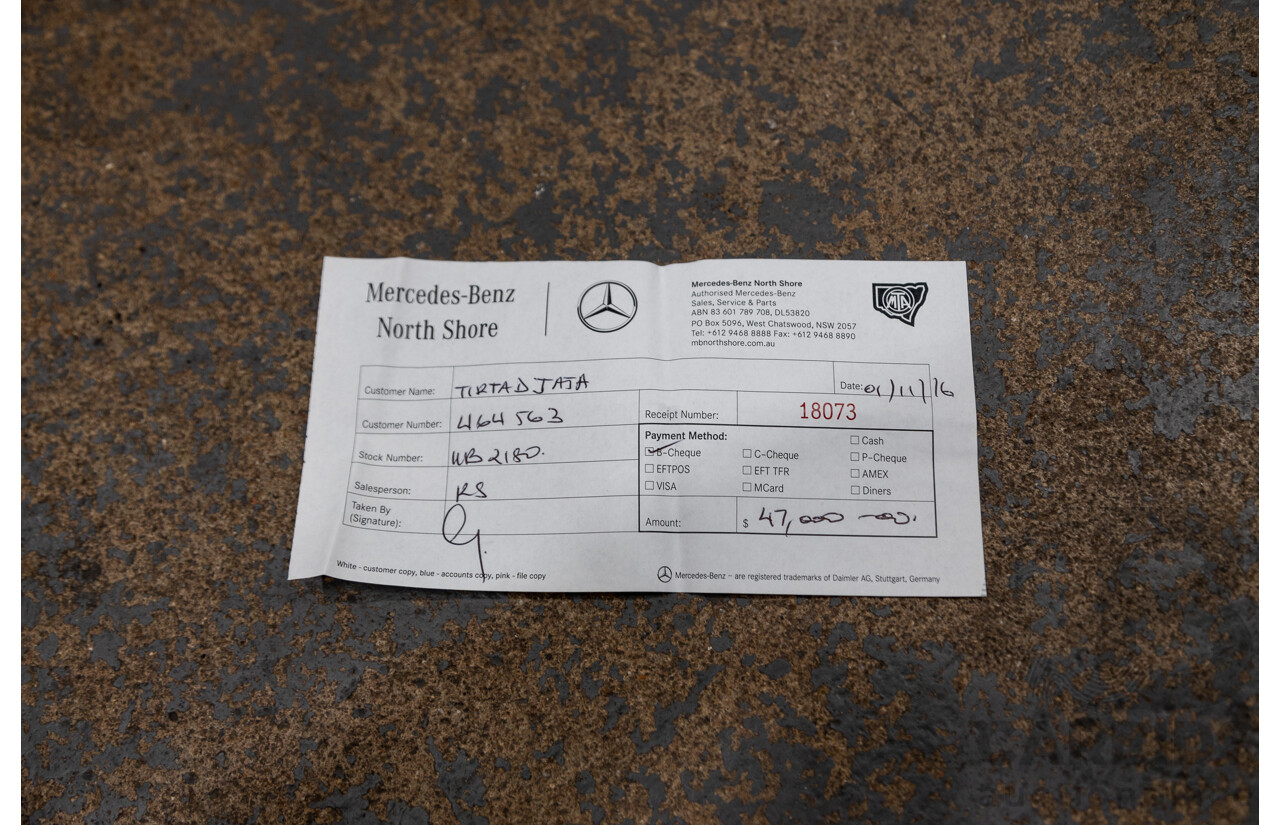 Mercedes-Benz
North Shore
Mercedes-Benz North Shore
Authorised Mercedes-Benz
Sales, Service & Parts
ABN 83 601 789 708, DL53820
PO Box 5096, West Chatswood, NSW 2057
Tel: +612 9468 8888 Fax: +612 9468 8890
mbnorthshore.com.au
MTA
Customer Name: TIRTADJAJA
Date: 01/11/16
Customer Number: 464563
Receipt Number: 18073
Stock Number: WB2180.
Salesperson: RS
Taken By
(Signature):
Payment Method:
B-Cheque
EFTPOS
VISA
C-Cheque
EFT TFR
MCard
Cash
P-Cheque
AMEX
Diners
Amount: $ 47,000 -00.
White - customer copy, blue - accounts copy, pink - file copy
Mercedes-Benz – are registered trademarks of Daimler AG, Stuttgart, Germany